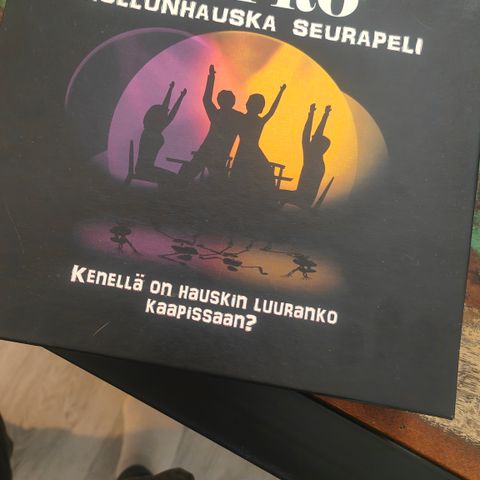 SEURAPELI
KENELLÄ ON HAUSKIN LUURANKO
KAAPISSAAN?